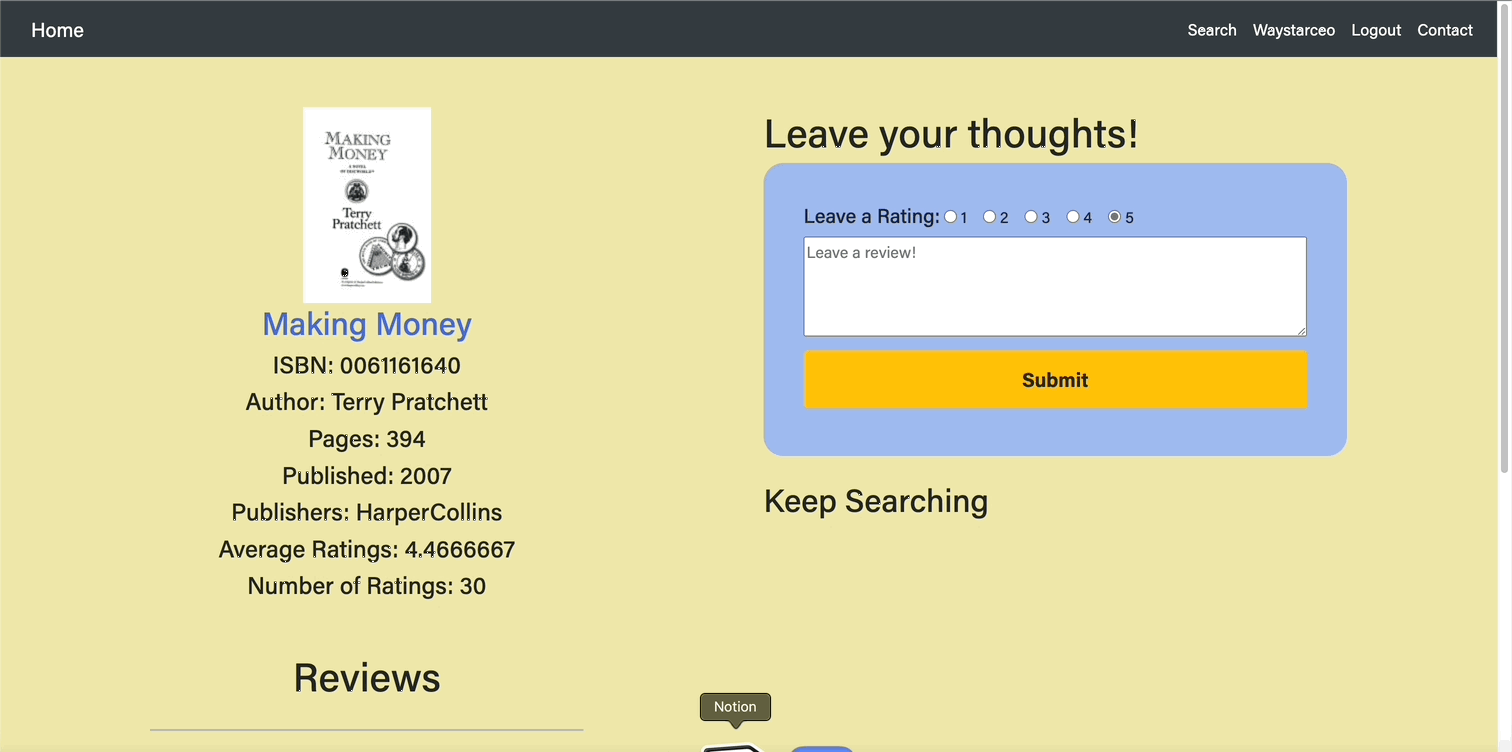 Home
Search Waystarceo Logout Contact
MAKING
MONEY
A NOVEL
OF DISCWORLD
Terry
Pratchett
Making Money
ISBN: 0061161640
Author: Terry Pratchett
Pages: 394
Published: 2007
Publishers: HarperCollins
Average Ratings: 4.4666667
Number of Ratings: 30
Reviews
Leave your thoughts!
Leave a Rating: 1 2 3 4 5
Leave a review!
Submit
Keep Searching
Notion